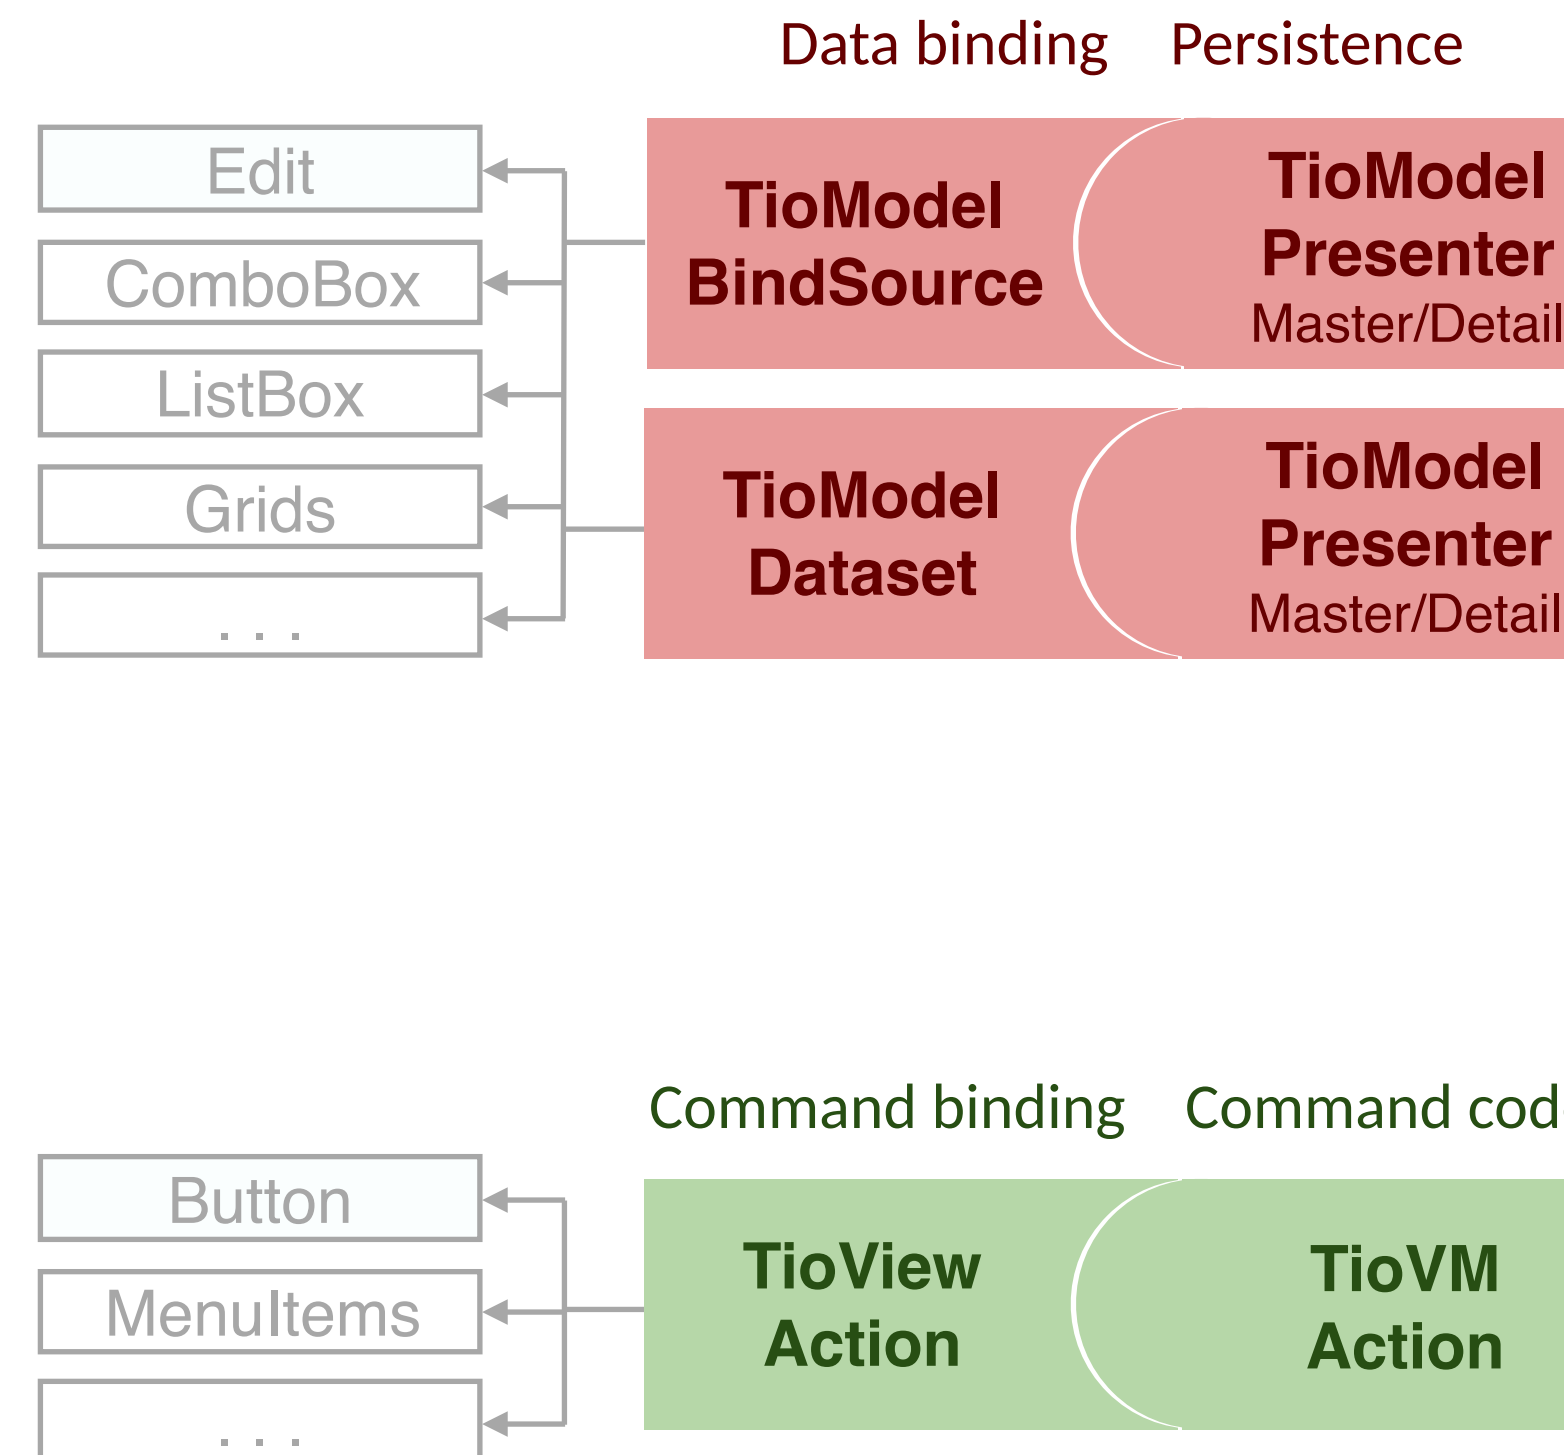 Data binding Persistence
Edit
ComboBox
ListBox
Grids
. . .
TioModel
BindSource
TioModel
Presenter
Master/Detail
TioModel
Dataset
TioModel
Presenter
Master/Detail
Command binding Command cod
Button
MenuItems
. . .
TioView
Action
TioVM
Action